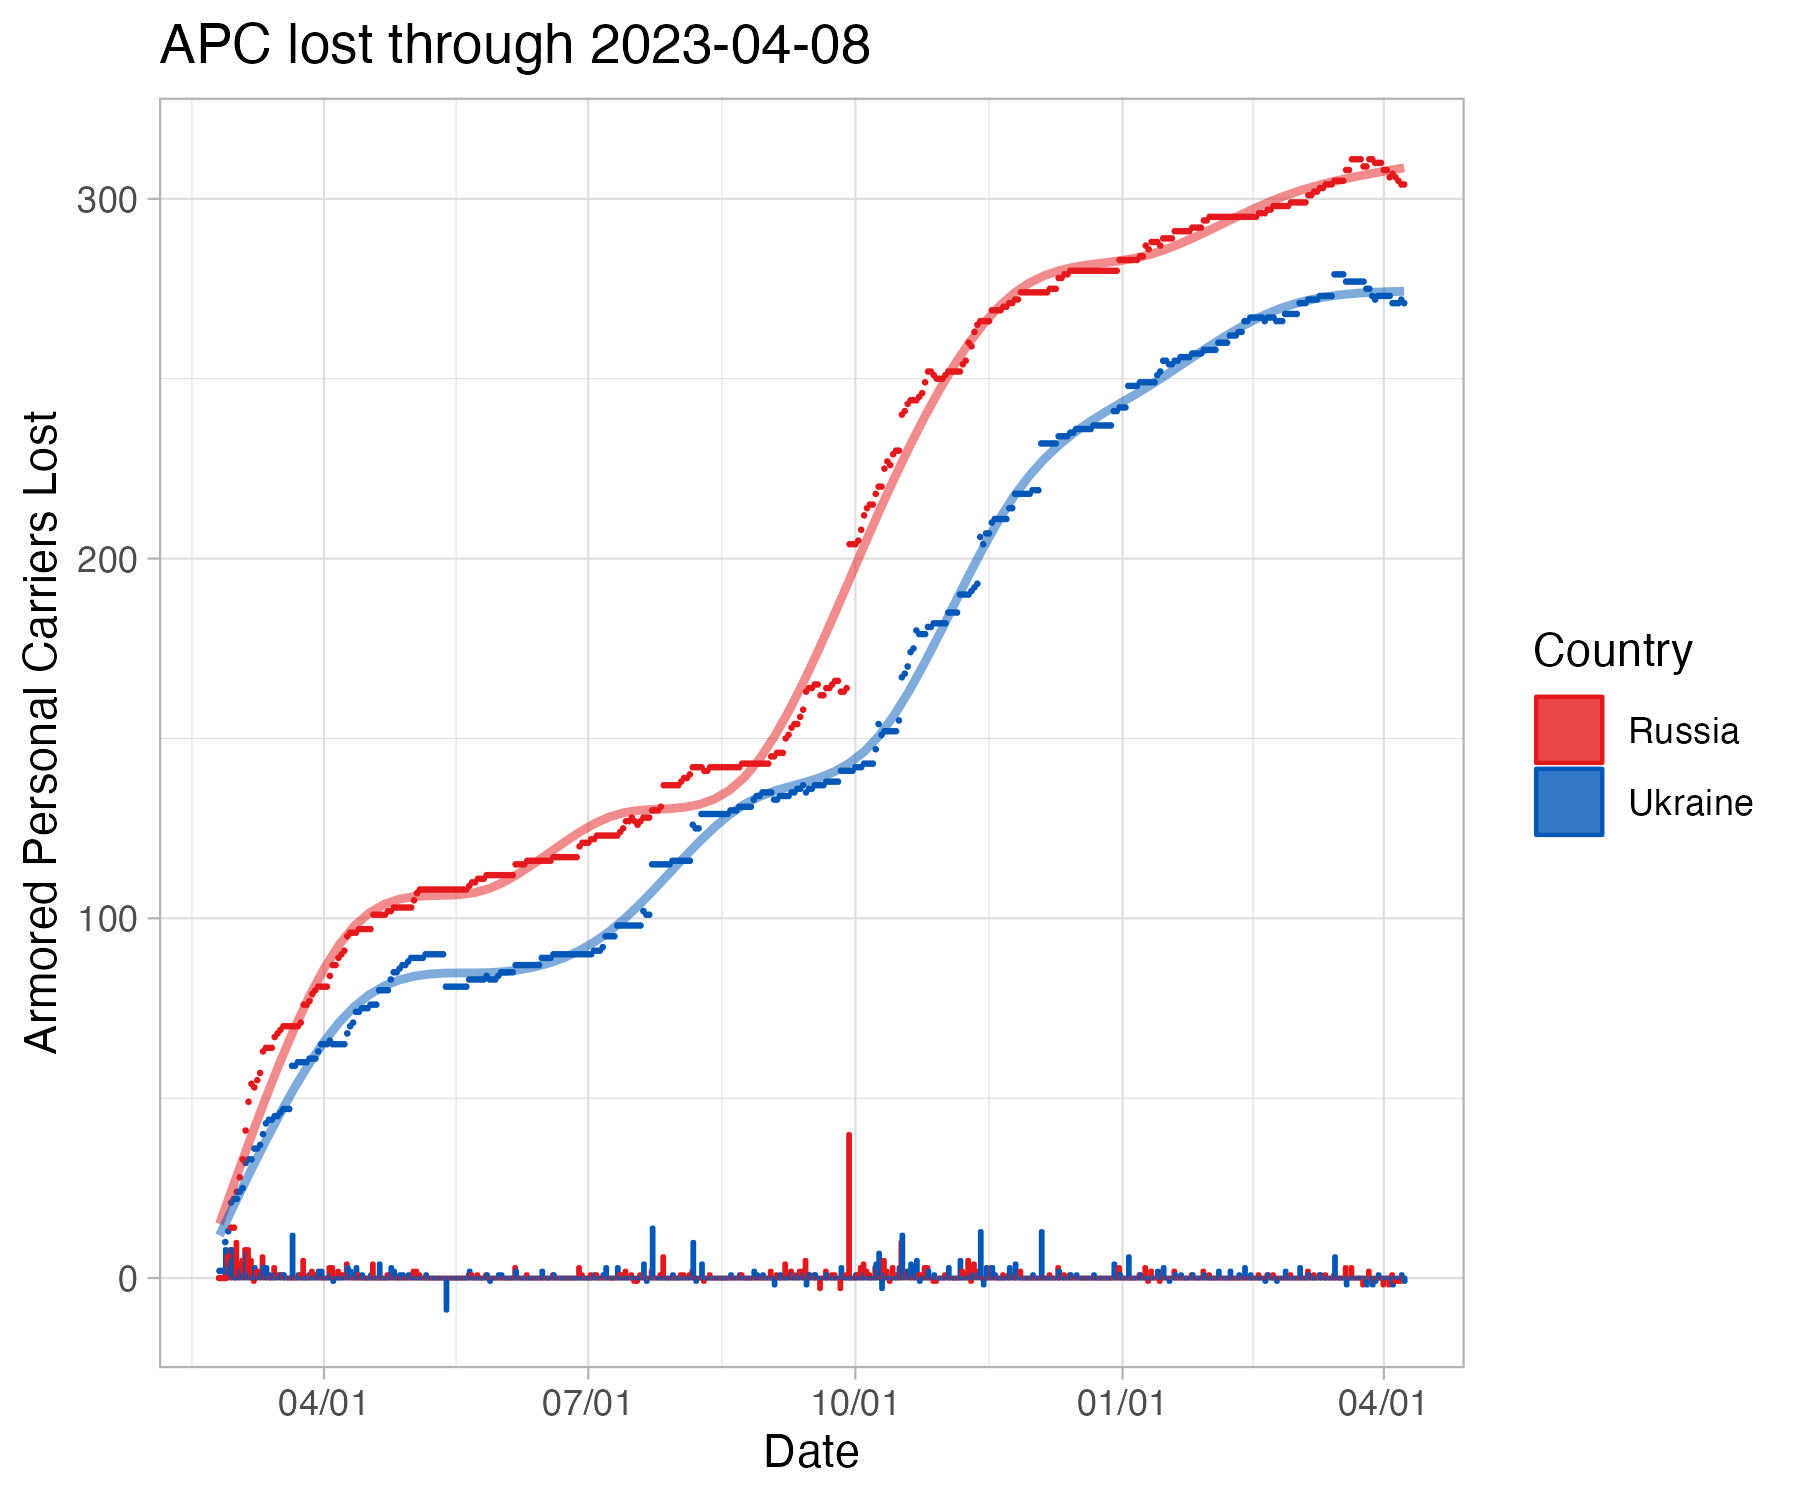 APC lost through 2023-04-08
Armored Personal Carriers Lost
300
200
100
0
04/01
07/01
10/01
01/01
04/01
Date
Country
Russia
Ukraine